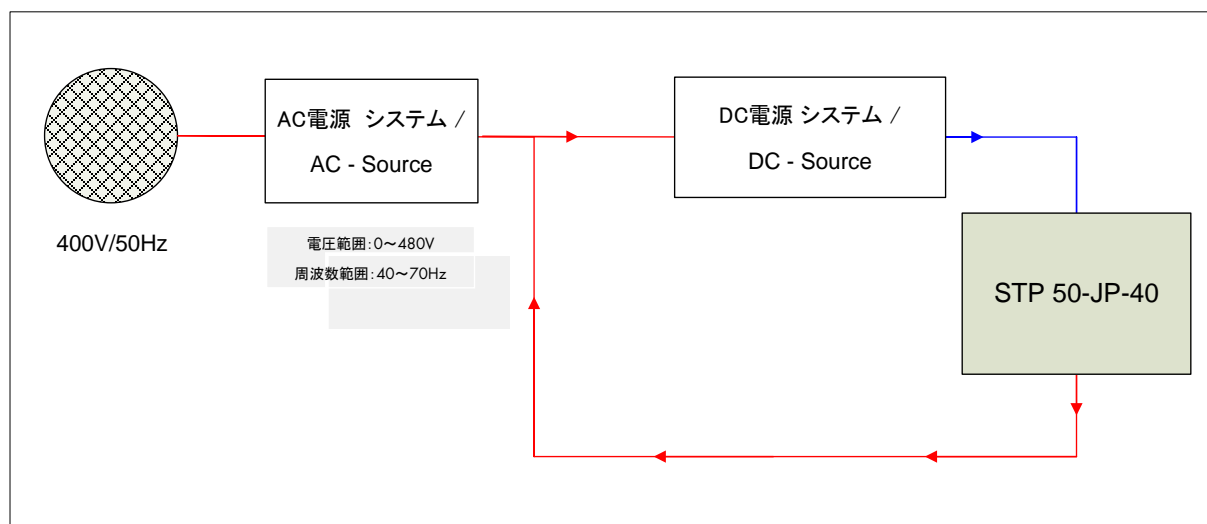 AC電源 システム /
AC - Source
DC電源 システム /
DC - Source
400V/50Hz
電圧範囲:0～480V
周波数範囲:40～70Hz
STP 50-JP-40